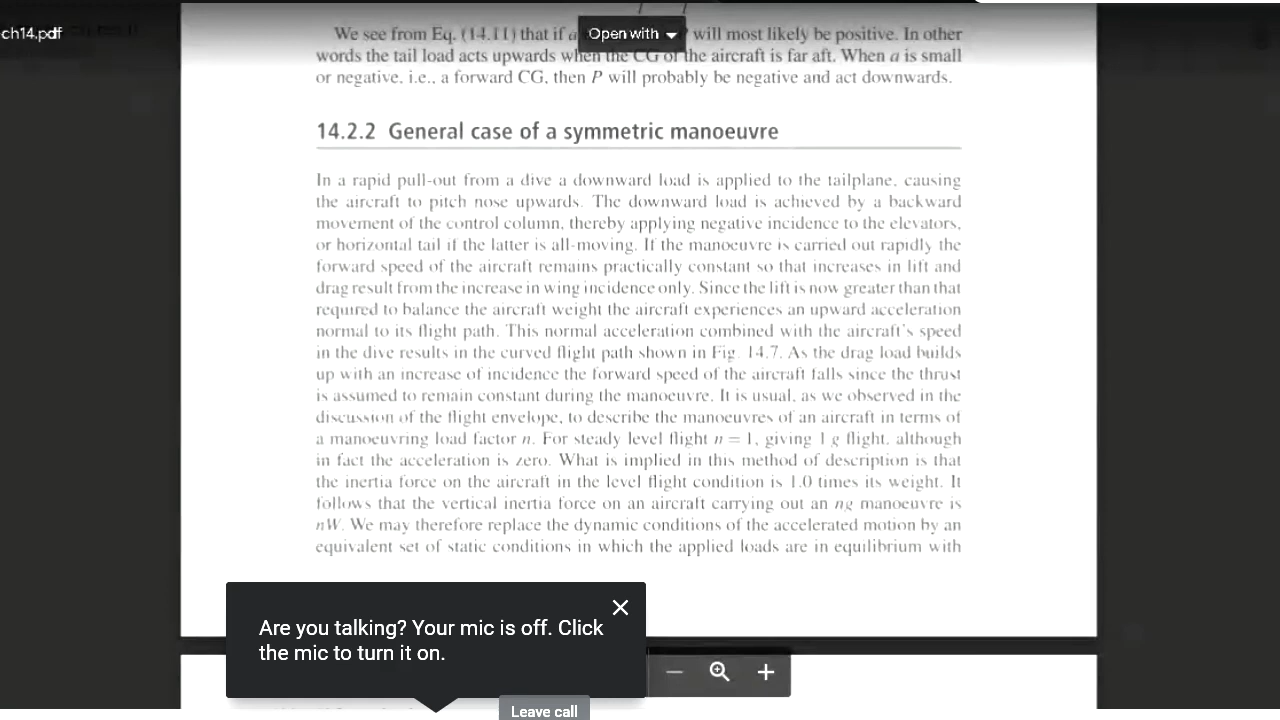 ch14.pdf
We see from Eq. (14.11) that if a will most likely be positive. In other
Open with
words the tail load acts upwards when the CG of the aircraft is far aft. When a is small
or negative, i.e., a forward CG, then P will probably be negative and act downwards.
14.2.2 General case of a symmetric manoeuvre
In a rapid pull-out from a dive a downward load is applied to the tailplane, causing
the aircraft to pitch nose upwards. The downward load is achieved by a backward
movement of the control column, thereby applying negative incidence to the elevators,
or horizontal tail if the latter is all-moving. If the manoeuvre is carried out rapidly the
forward speed of the aircraft remains practically constant so that increases in lift and
drag result from the increase in wing incidence only. Since the lift is now greater than that
required to balance the aircraft weight the aircraft experiences an upward acceleration
normal to its flight path. This normal acceleration combined with the aircraft's speed
in the dive results in the curved flight path shown in Fig. 14.7. As the drag load builds
up with an increase of incidence the forward speed of the aircraft falls since the thrust
is assumed to remain constant during the manoeuvre. It is usual, as we observed in the
discussion of the flight envelope, to describe the manoeuvres of an aircraft in terms of
a manoeuvring load factor n. For steady level flight n = 1, giving 1 g flight, although
in fact the acceleration is zero. What is implied in this method of description is that
the inertia force on the aircraft in the level flight condition is 1.0 times its weight. It
follows that the vertical inertia force on an aircraft carrying out an ng manoeuvre is
nW. We may therefore replace the dynamic conditions of the accelerated motion by an
equivalent set of static conditions in which the applied loads are in equilibrium with
Are you talking? Your mic is off. Click
the mic to turn it on.
Leave call